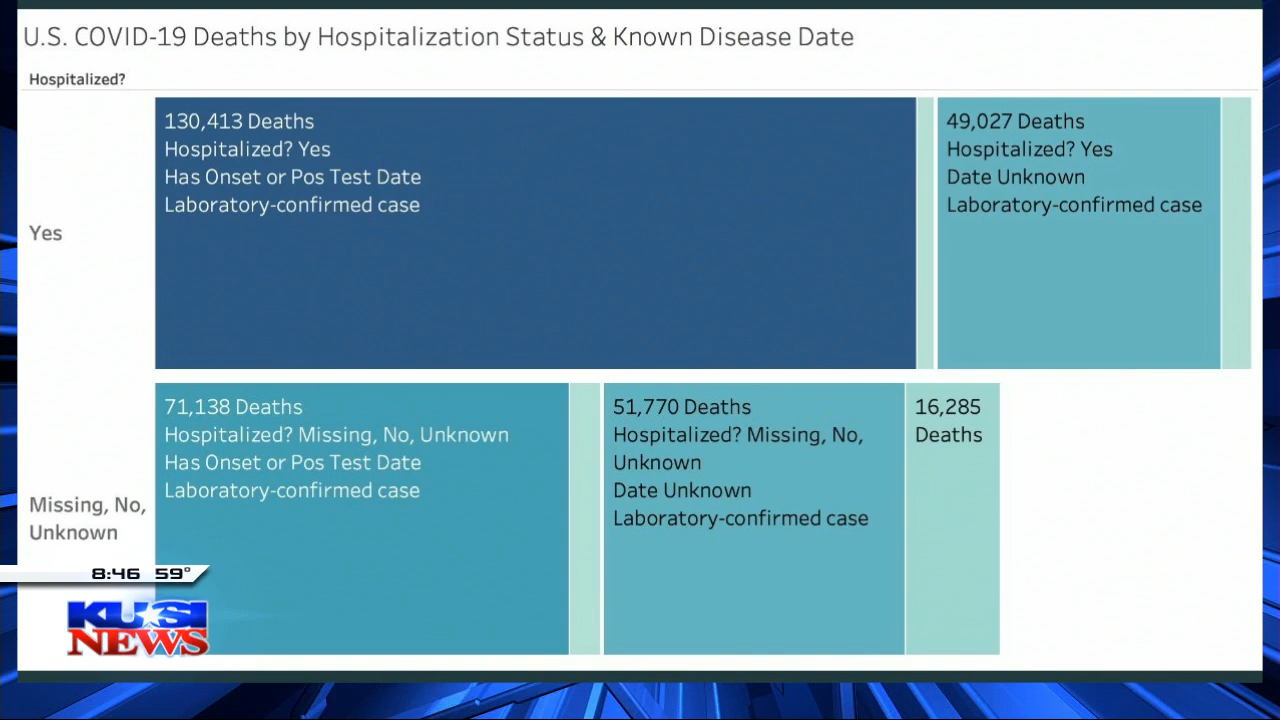 U.S. COVID-19 Deaths by Hospitalization Status & Known Disease Date
Hospitalized?
Yes
130,413 Deaths
Hospitalized? Yes
Has Onset or Pos Test Date
Laboratory-confirmed case
49,027 Deaths
Hospitalized? Yes
Date Unknown
Laboratory-confirmed case
Missing, No,
Unknown
71,138 Deaths
Hospitalized? Missing, No, Unknown
Has Onset or Pos Test Date
Laboratory-confirmed case
51,770 Deaths
Hospitalized? Missing, No,
Unknown
Date Unknown
Laboratory-confirmed case
16,285
Deaths
8:46 59°
KUSI
NEWS